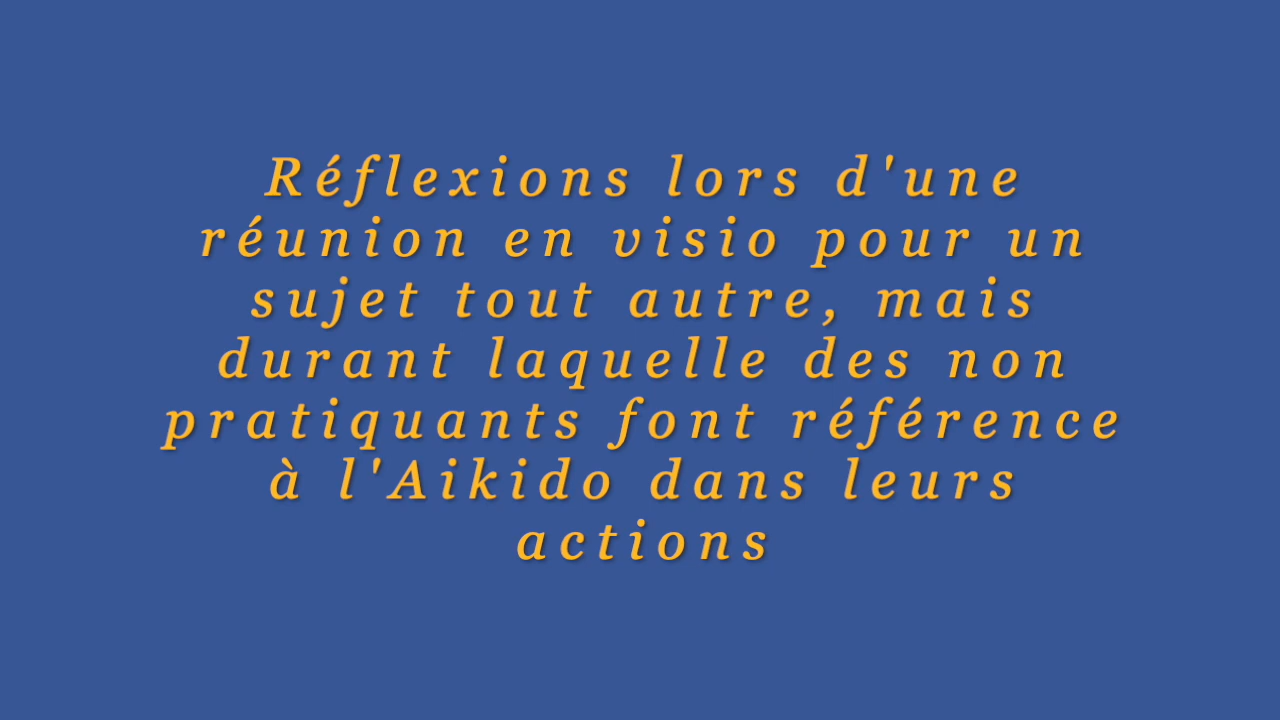 Réflexions lors d'une
réunion en visio pour un
sujet tout autre, mais
durant laquelle des non
pratiquants font référence
à l'Aikido dans leurs
actions